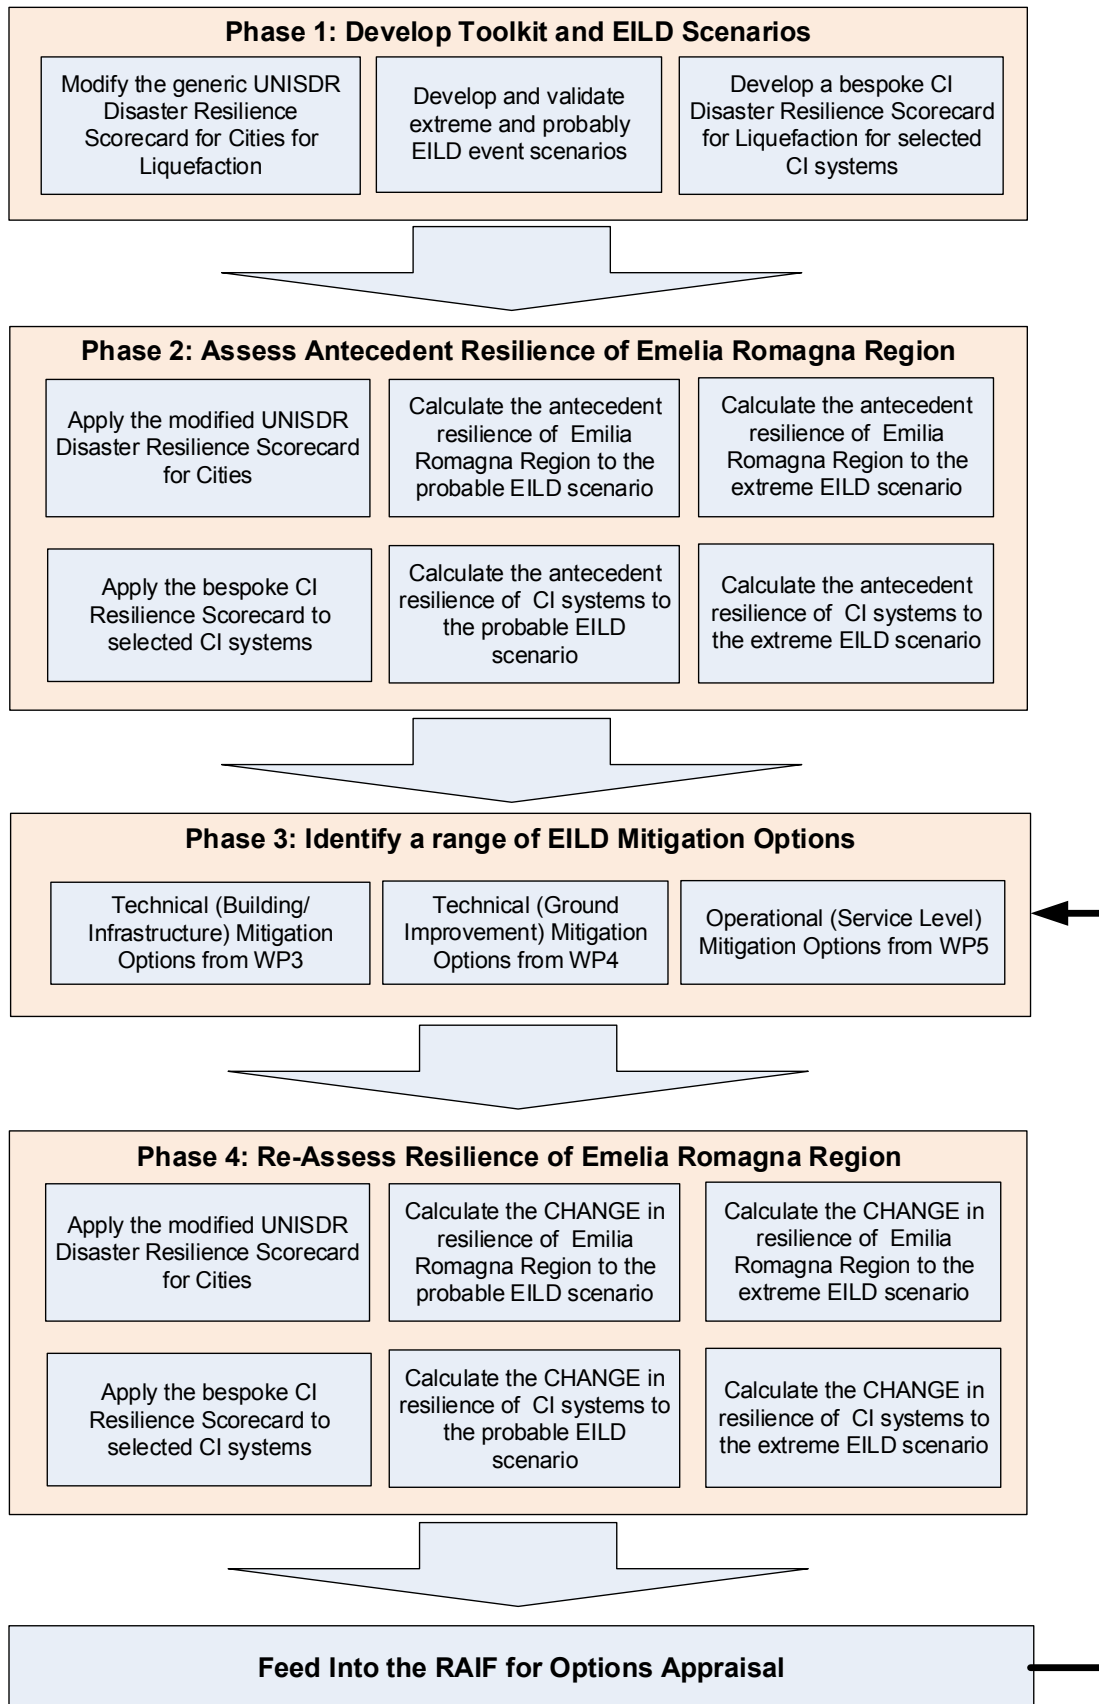 Phase 1: Develop Toolkit and EILD Scenarios
Modify the generic UNISDR
Disaster Resilience
Scorecard for Cities for
Liquefaction
Develop and validate
extreme and probably
EILD event scenarios
Develop a bespoke CI
Disaster Resilience Scorecard
for Liquefaction for selected
CI systems
Phase 2: Assess Antecedent Resilience of Emelia Romagna Region
Apply the modified UNISDR
Disaster Resilience Scorecard
for Cities
Calculate the antecedent
resilience of Emilia
Romagna Region to the
probable EILD scenario
Calculate the antecedent
resilience of Emilia
Romagna Region to the
extreme EILD scenario
Apply the bespoke CI
Resilience Scorecard to
selected CI systems
Calculate the antecedent
resilience of CI systems to
the probable EILD
scenario
Calculate the antecedent
resilience of CI systems to
the extreme EILD scenario
Phase 3: Identify a range of EILD Mitigation Options
Technical (Building/
Infrastructure) Mitigation
Options from WP3
Technical (Ground
Improvement) Mitigation
Options from WP4
Operational (Service Level)
Mitigation Options from WP5
Phase 4: Re-Assess Resilience of Emelia Romagna Region
Apply the modified UNISDR
Disaster Resilience Scorecard
for Cities
Calculate the CHANGE in
resilience of Emilia
Romagna Region to the
probable EILD scenario
Calculate the CHANGE in
resilience of Emilia
Romagna Region to the
extreme EILD scenario
Apply the bespoke CI
Resilience Scorecard to
selected CI systems
Calculate the CHANGE in
resilience of CI systems to
the probable EILD
scenario
Calculate the CHANGE in
resilience of CI systems to
the extreme EILD scenario
Feed Into the RAIF for Options Appraisal